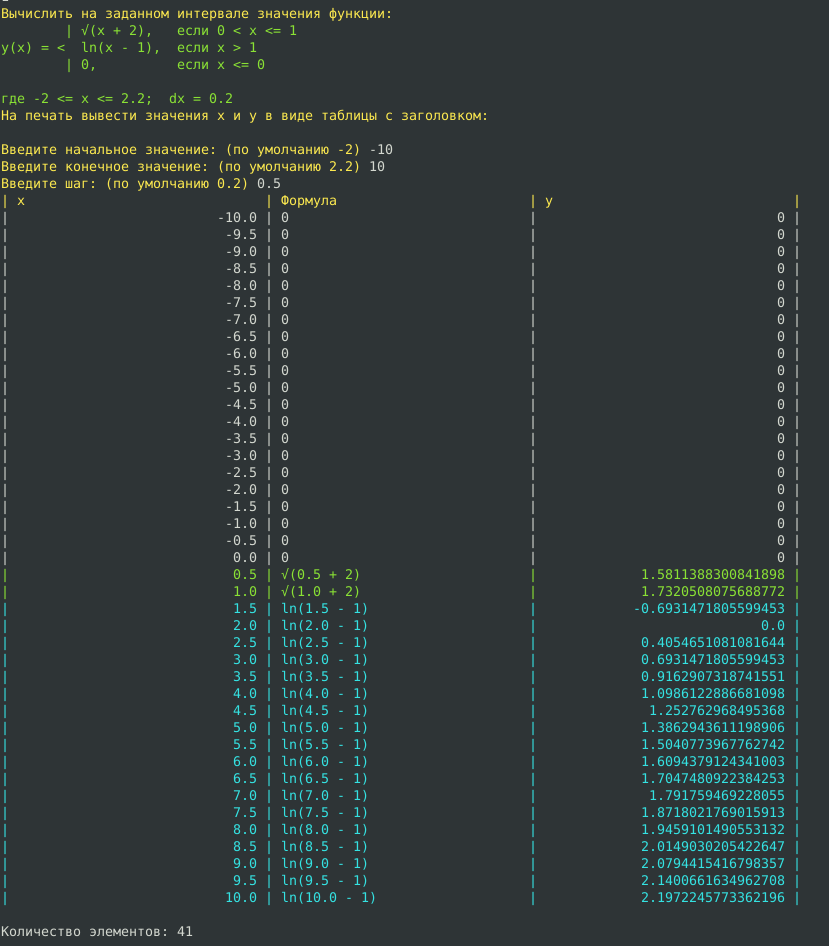 Вычислить на заданном интервале значения функции:
| √(x + 2), если 0 < x <= 1
y(x) = < ln(x - 1), если x > 1
| 0, если x <= 0
где -2 <= x <= 2.2; dx = 0.2
На печать вывести значения x и y в виде таблицы с заголовком:
Введите начальное значение: (по умолчанию -2) -10
Введите конечное значение: (по умолчанию 2.2) 10
Введите шаг: (по умолчанию 0.2) 0.5
| x | Формула | y |
| -10.0 | 0 | 0 |
| -9.5 | 0 | 0 |
| -9.0 | 0 | 0 |
| -8.5 | 0 | 0 |
| -8.0 | 0 | 0 |
| -7.5 | 0 | 0 |
| -7.0 | 0 | 0 |
| -6.5 | 0 | 0 |
| -6.0 | 0 | 0 |
| -5.5 | 0 | 0 |
| -5.0 | 0 | 0 |
| -4.5 | 0 | 0 |
| -4.0 | 0 | 0 |
| -3.5 | 0 | 0 |
| -3.0 | 0 | 0 |
| -2.5 | 0 | 0 |
| -2.0 | 0 | 0 |
| -1.5 | 0 | 0 |
| -1.0 | 0 | 0 |
| -0.5 | 0 | 0 |
| 0.0 | 0 | 0 |
| 0.5 | √(0.5 + 2) | 1.5811388300841898 |
| 1.0 | √(1.0 + 2) | 1.7320508075688772 |
| 1.5 | ln(1.5 - 1) | -0.6931471805599453 |
| 2.0 | ln(2.0 - 1) | 0.0 |
| 2.5 | ln(2.5 - 1) | 0.4054651081081644 |
| 3.0 | ln(3.0 - 1) | 0.6931471805599453 |
| 3.5 | ln(3.5 - 1) | 0.9162907318741551 |
| 4.0 | ln(4.0 - 1) | 1.0986122886681098 |
| 4.5 | ln(4.5 - 1) | 1.252762968495368 |
| 5.0 | ln(5.0 - 1) | 1.3862943611198906 |
| 5.5 | ln(5.5 - 1) | 1.5040773967762742 |
| 6.0 | ln(6.0 - 1) | 1.6094379124341003 |
| 6.5 | ln(6.5 - 1) | 1.7047480922384253 |
| 7.0 | ln(7.0 - 1) | 1.791759469228055 |
| 7.5 | ln(7.5 - 1) | 1.8718021769015913 |
| 8.0 | ln(8.0 - 1) | 1.9459101490553132 |
| 8.5 | ln(8.5 - 1) | 2.0149030205422647 |
| 9.0 | ln(9.0 - 1) | 2.0794415416798357 |
| 9.5 | ln(9.5 - 1) | 2.1400661634962708 |
| 10.0 | ln(10.0 - 1) | 2.1972245773362196 |
Количество элементов: 41